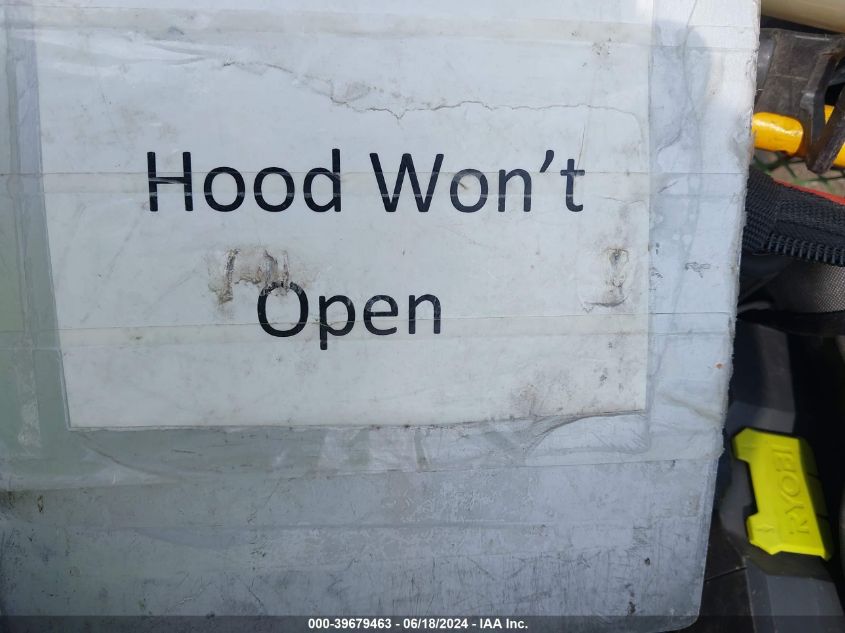 Hood Won’t
Open
RYOBI
000-39679463 - 06/18/2024 - IAA Inc.